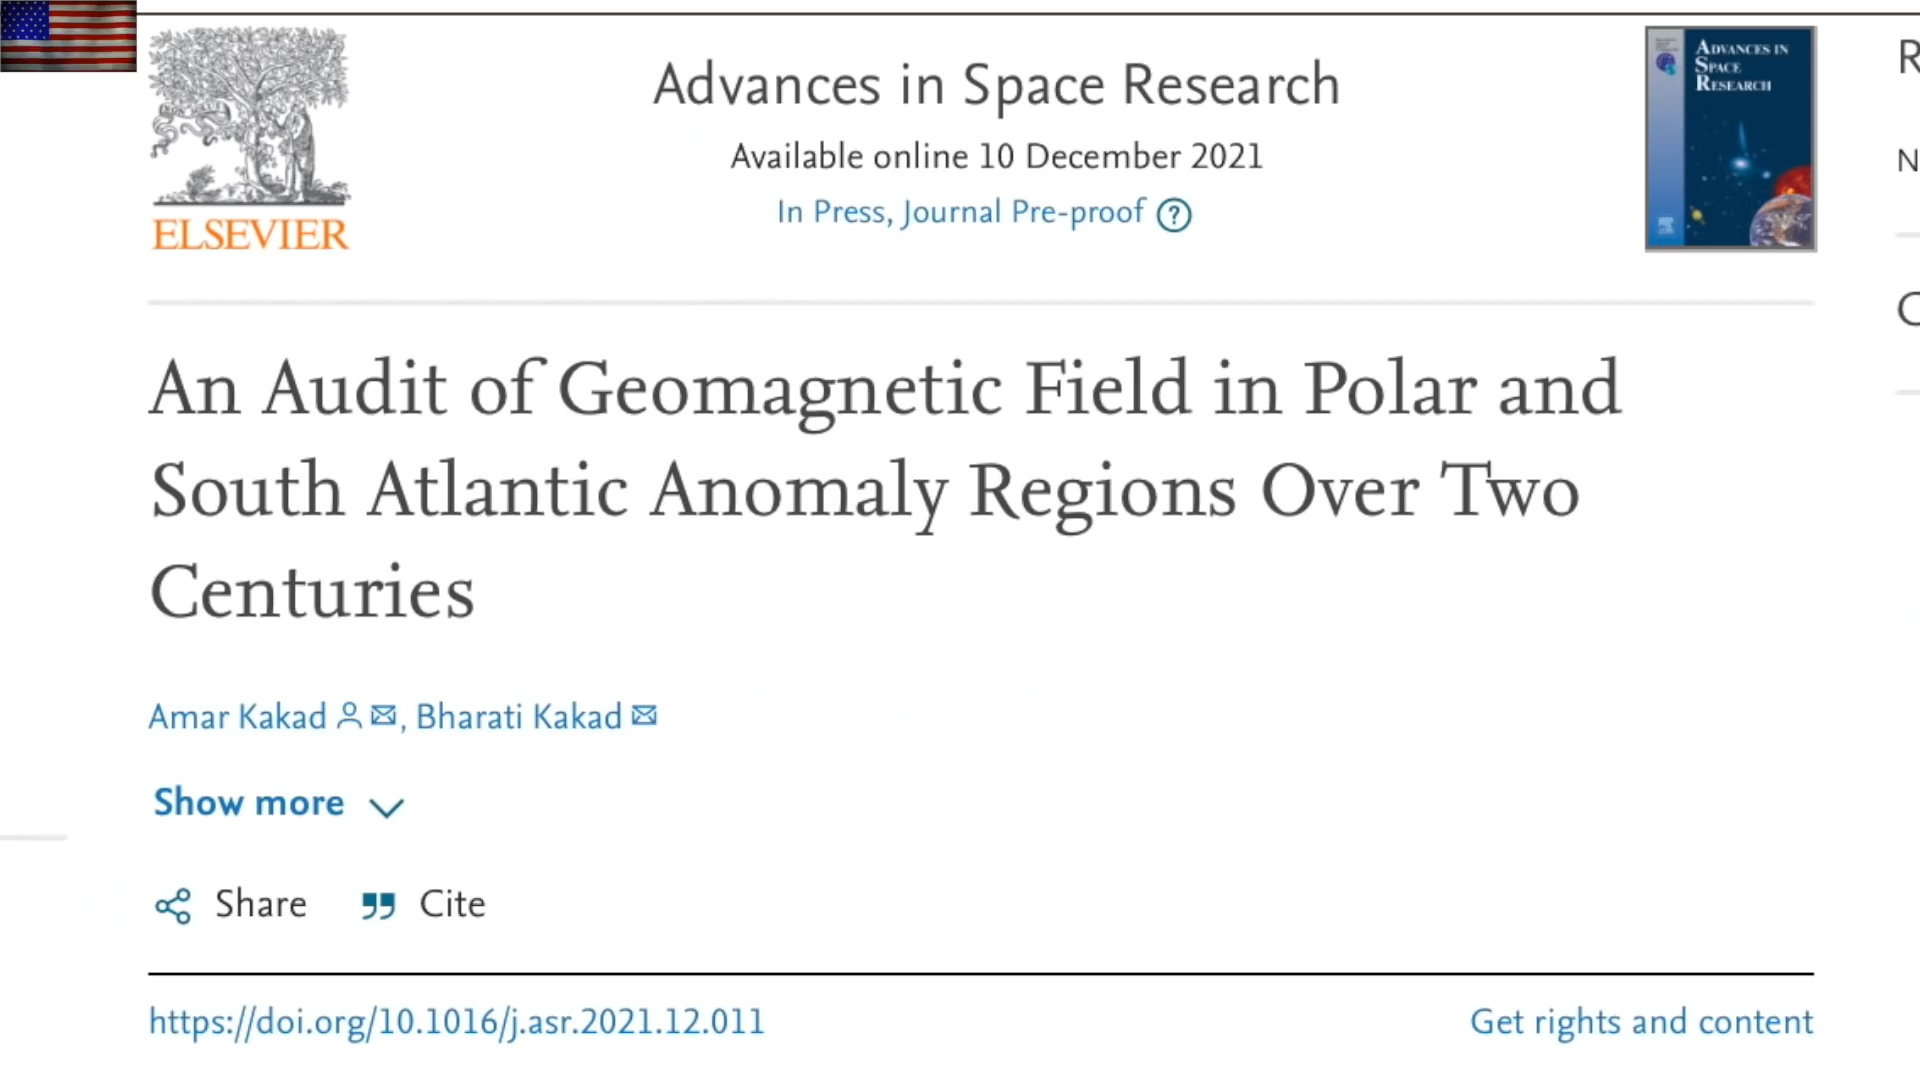 ELSEVIER
Advances in Space Research
Available online 10 December 2021
In Press, Journal Pre-proof ?
ADVANCES IN
SPACE
RESEARCH
R
N
C
An Audit of Geomagnetic Field in Polar and
South Atlantic Anomaly Regions Over Two
Centuries
Amar Kakad, Bharati Kakad
Show more
Share Cite
https://doi.org/10.1016/j.asr.2021.12.011
Get rights and content